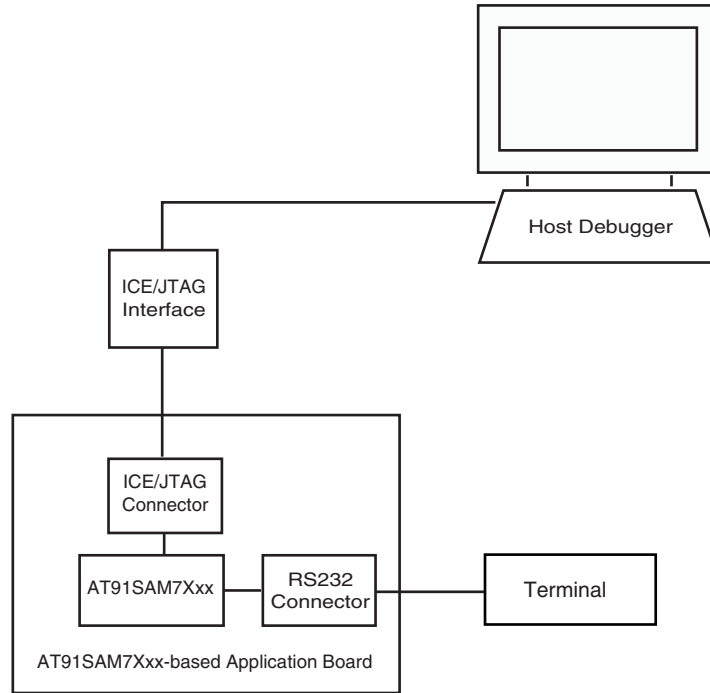 Host Debugger
ICE/JTAG
Interface
ICE/JTAG
Connector
AT91SAM7Xxx
RS232
Connector
Terminal
AT91SAM7Xxx-based Application Board